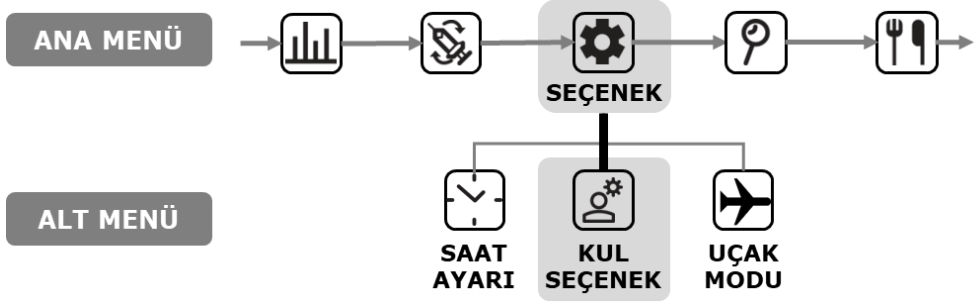 ANA MENÜ
SEÇENEK
ALT MENÜ
SAAT
AYARI
KUL
SEÇENEK
UÇAK
MODU